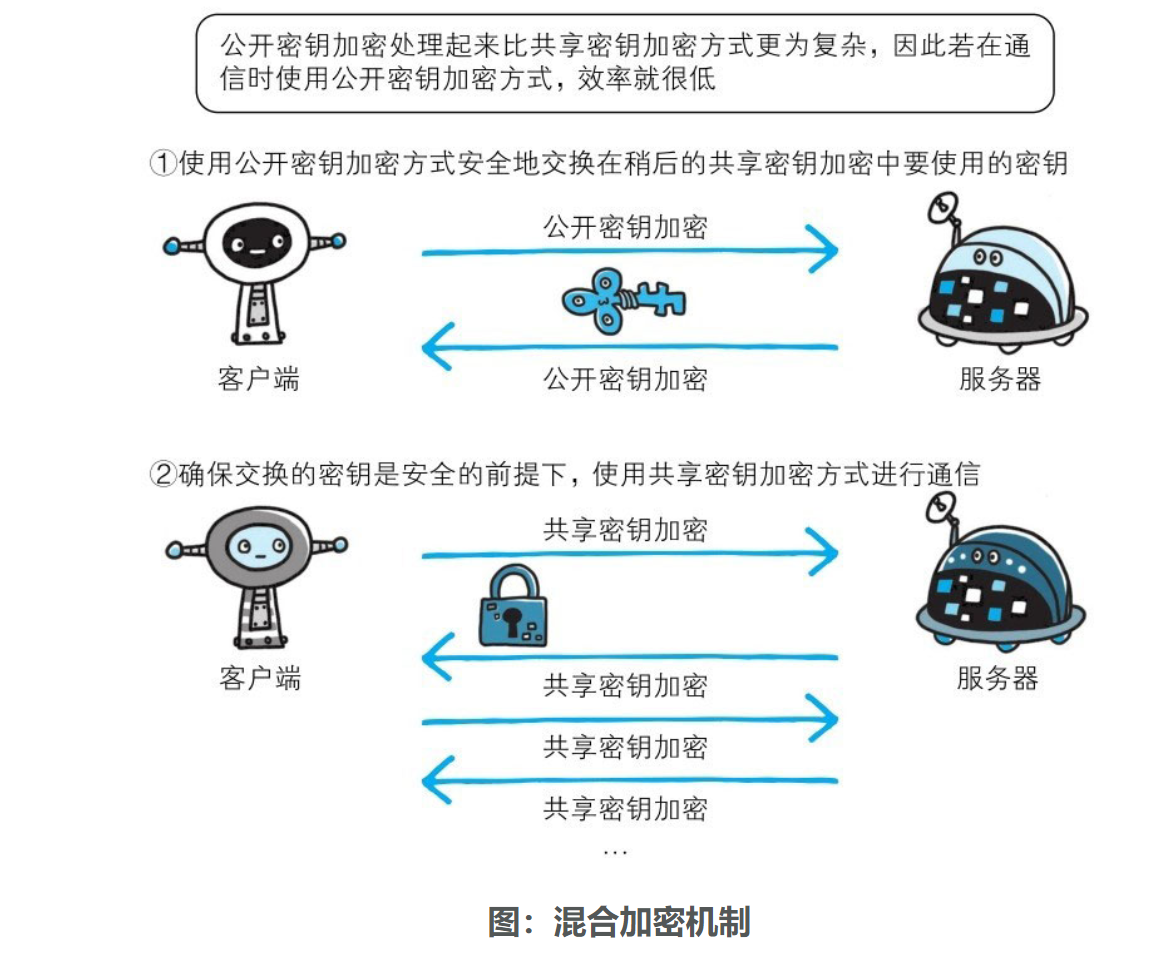 公开密钥加密处理起来比共享密钥加密方式更为复杂，因此若在通
信时使用公开密钥加密方式，效率就很低
①使用公开密钥加密方式安全地交换在稍后的共享密钥加密中要使用的密钥
公开密钥加密
公开密钥加密
客户端
服务器
②确保交换的密钥是安全的前提下，使用共享密钥加密方式进行通信
共享密钥加密
客户端
服务器
共享密钥加密
共享密钥加密
共享密钥加密
…
图：混合加密机制